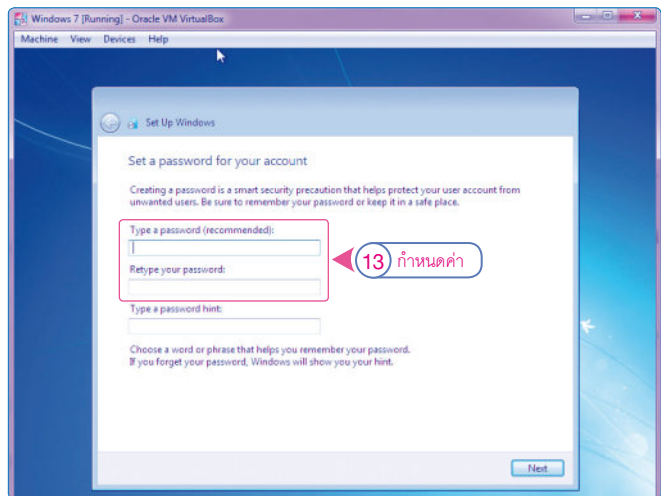 Windows 7 [Running] - Oracle VM VirtualBox
Machine View Devices Help
Set Up Windows
Set a password for your account
Creating a password is a smart security precaution that helps protect your user account from
unwanted users. Be sure to remember your password or keep it in a safe place.
Type a password (recommended):
13 กำหนดค่า
Retype your password:
Type a password hint:
Choose a word or phrase that helps you remember your password.
If you forget your password, Windows will show you your hint.
Next